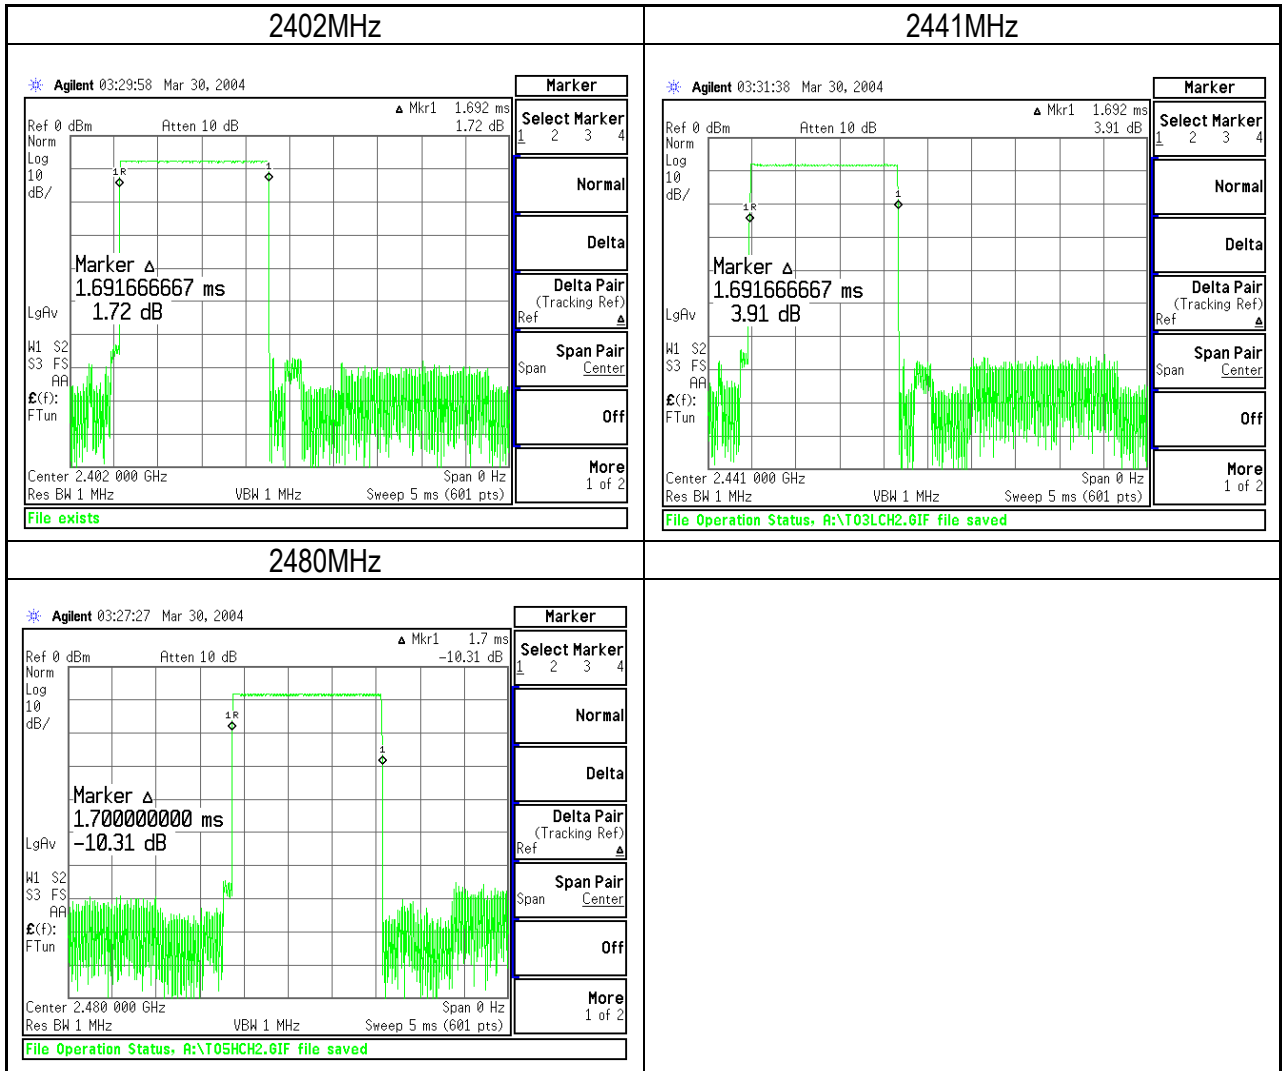 2402MHz
2441MHz
Agilent 03:29:58 Mar 30, 2004
Marker
Δ Mkr1 1.692 ms
Ref 0 dBm Atten 10 dB 1.72 dB
Norm
Log
10
dB/
1R
1
Marker Δ
1.691666667 ms
1.72 dB
LgAv
W1 S2
S3 FS
AA
£(f):
FTun
Center 2.402 000 GHz Span 0 Hz
Res BW 1 MHz VBW 1 MHz Sweep 5 ms (601 pts)
Select Marker
1 2 3 4
Normal
Delta
Delta Pair
(Tracking Ref)
Ref Δ
Span Pair
Span Center
Off
More
1 of 2
File exists
Agilent 03:31:38 Mar 30, 2004
Marker
Δ Mkr1 1.692 ms
Ref 0 dBm Atten 10 dB 3.91 dB
Norm
Log
10
dB/
1R
1
Marker Δ
1.691666667 ms
3.91 dB
LgAv
W1 S2
S3 FS
AA
£(f):
FTun
Center 2.441 000 GHz Span 0 Hz
Res BW 1 MHz VBW 1 MHz Sweep 5 ms (601 pts)
Select Marker
1 2 3 4
Normal
Delta
Delta Pair
(Tracking Ref)
Ref Δ
Span Pair
Span Center
Off
More
1 of 2
File Operation Status, A:\TO3LCH2.GIF file saved
2480MHz
Agilent 03:27:27 Mar 30, 2004
Marker
Δ Mkr1 1.7 ms
Ref 0 dBm Atten 10 dB -10.31 dB
Norm
Log
10
dB/
1R
1
Marker Δ
1.700000000 ms
-10.31 dB
LgAv
W1 S2
S3 FS
AA
£(f):
FTun
Center 2.480 000 GHz Span 0 Hz
Res BW 1 MHz VBW 1 MHz Sweep 5 ms (601 pts)
Select Marker
1 2 3 4
Normal
Delta
Delta Pair
(Tracking Ref)
Ref Δ
Span Pair
Span Center
Off
More
1 of 2
File Operation Status, A:\TO5HCH2.GIF file saved